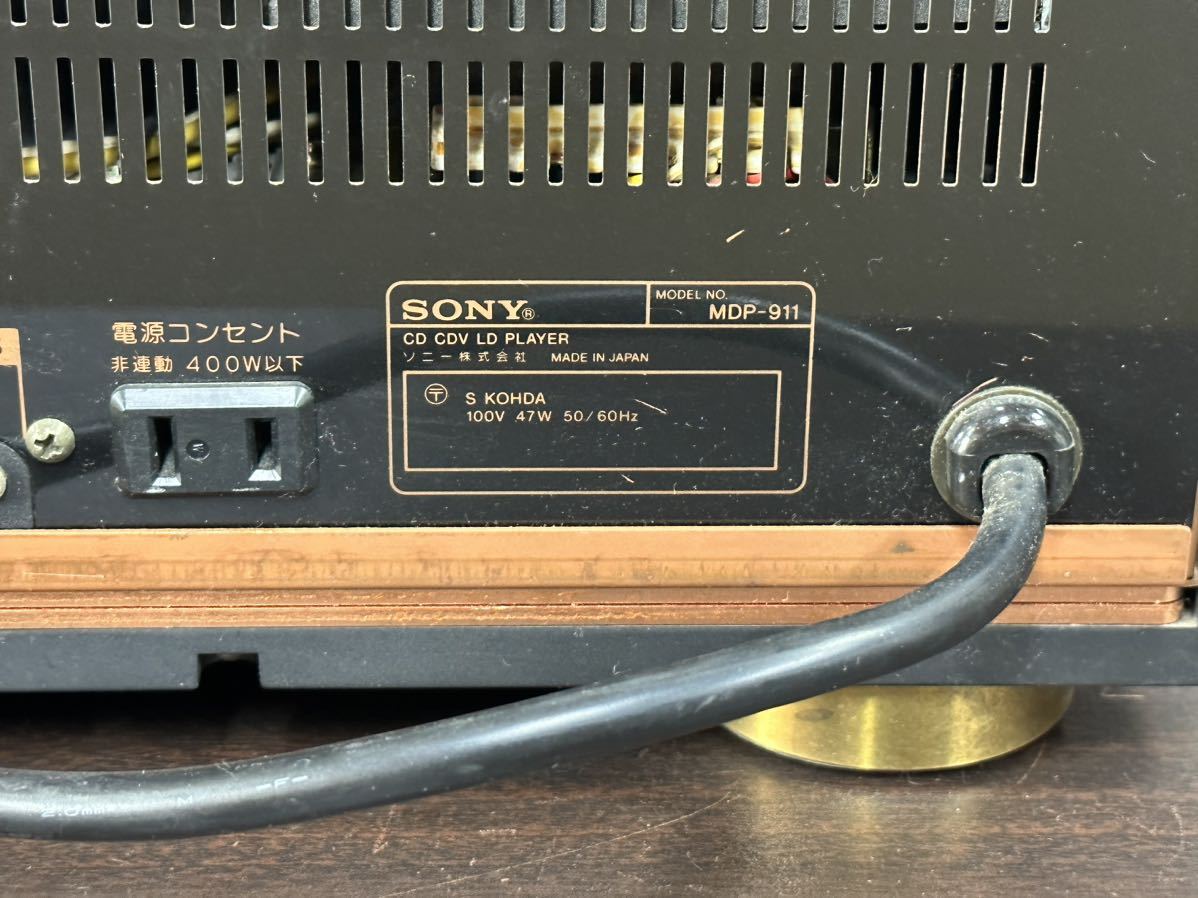 電源コンセント
非連動 400W以下
SONY®
MODEL NO.
MDP-911
CD CDV LD PLAYER
ソニー株式会社 MADE IN JAPAN
〒 S KOHDA
100V 47W 50/60Hz
2.0mm -F-